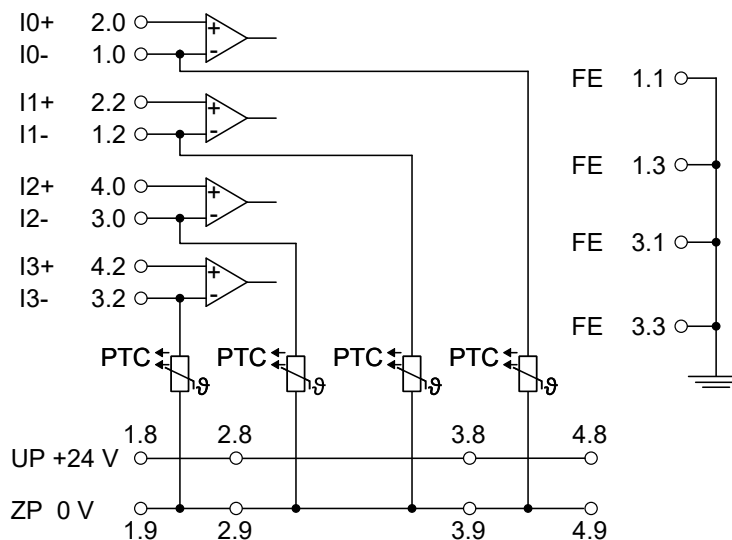 I0+ 2.0 +
I0- 1.0 -
I1+ 2.2 +
I1- 1.2 -
I2+ 4.0 +
I2- 3.0 -
I3+ 4.2 +
I3- 3.2 -
FE 1.1
FE 1.3
FE 3.1
FE 3.3
PTC ϑ PTC ϑ PTC ϑ PTC ϑ
1.8 2.8 3.8 4.8
UP +24 V
ZP 0 V
1.9 2.9 3.9 4.9